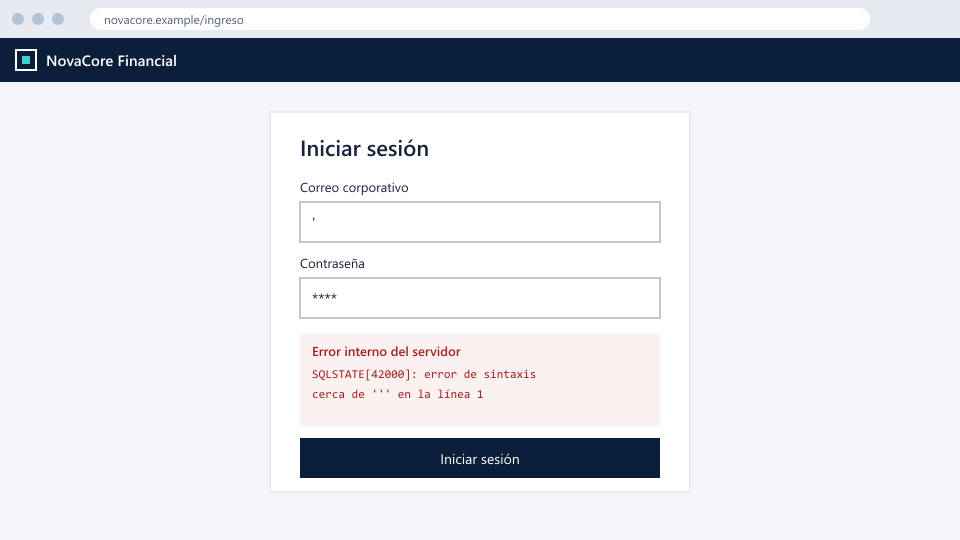 novacore.example/ingreso
NovaCore Financial
Iniciar sesión
Correo corporativo
'
Contraseña
****
Error interno del servidor
SQLSTATE[42000]: error de sintaxis
cerca de ''' en la línea 1
Iniciar sesión